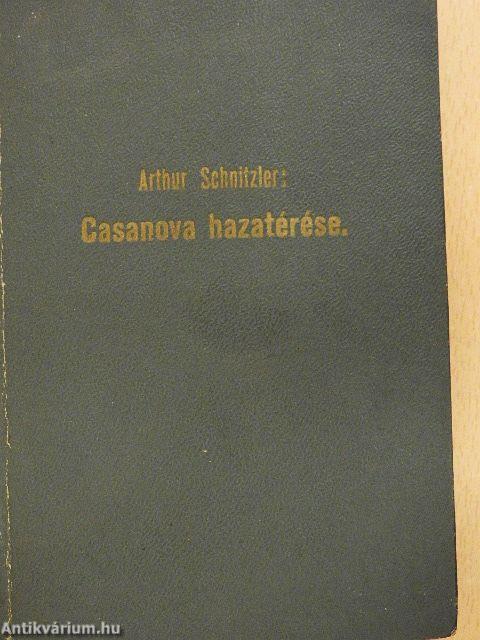 Arthur Schnitzler:
Casanova hazatérése.
Antikvárium.hu